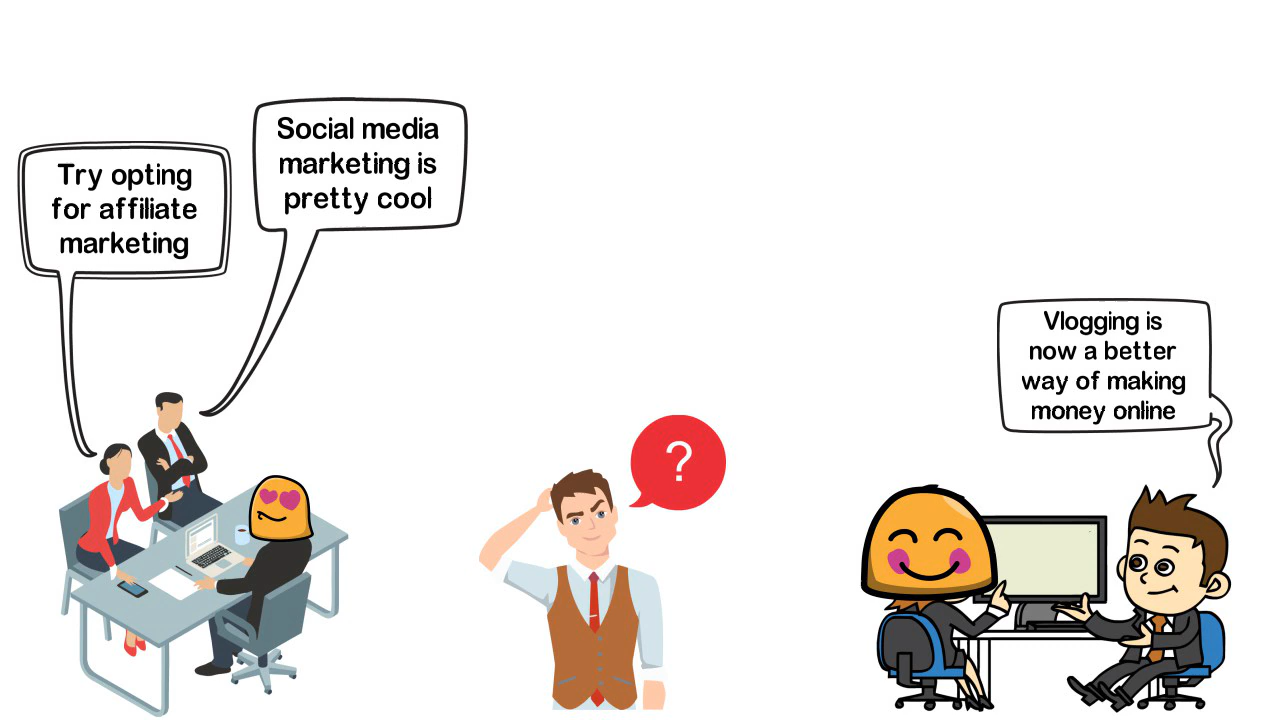 Try opting
for affiliate
marketing
Social media
marketing is
pretty cool
?
Vlogging is
now a better
way of making
money online